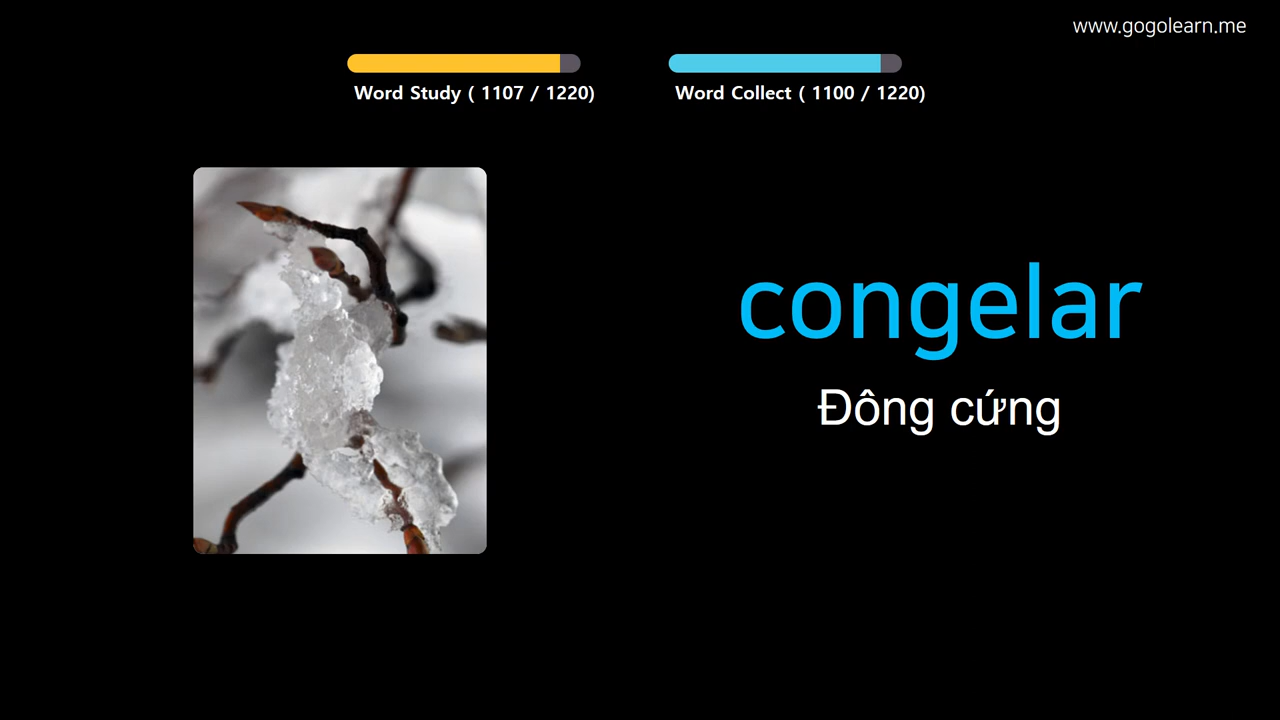 www.gogolearn.me
Word Study ( 1107 / 1220)
Word Collect ( 1100 / 1220)
congelar
Đông cứng